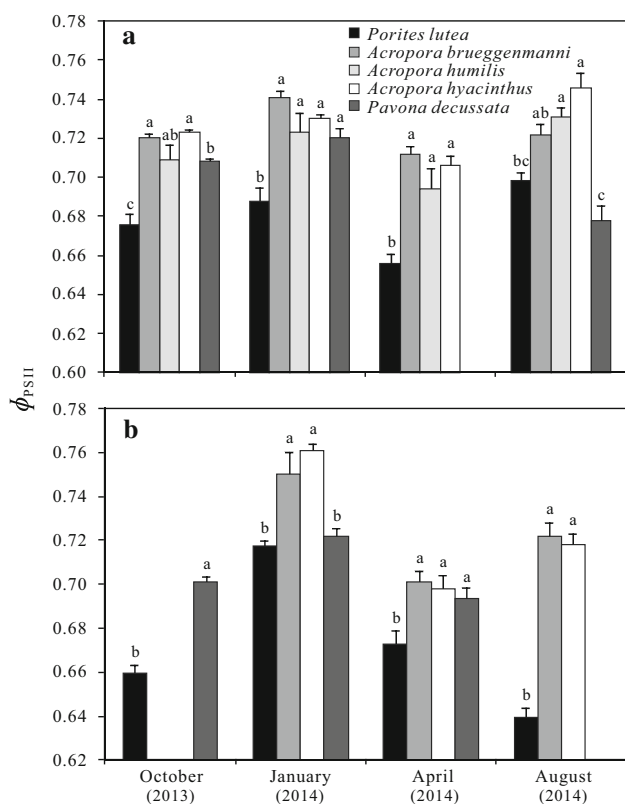 0.78
0.76
0.74
0.72
0.70
0.68
0.66
0.64
0.62
0.60
a
Porites lutea
Acropora brueggenmanni
Acropora humilis
Acropora hyacinthus
Pavona decussata
c a ab a b
b a a a a
b a a a
bc ab a a c
ϕPSII
0.78
0.76
0.74
0.72
0.70
0.68
0.66
0.64
0.62
b
b a
b a a b
b a a a
b a a
October January April August
(2013) (2014) (2014) (2014)